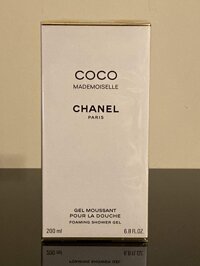 COCO
MADEMOISELLE
CHANEL
PARIS
GEL MOUSSANT
POUR LA DOUCHE
FOAMING SHOWER GEL
200 ml 6.8 FL.OZ.